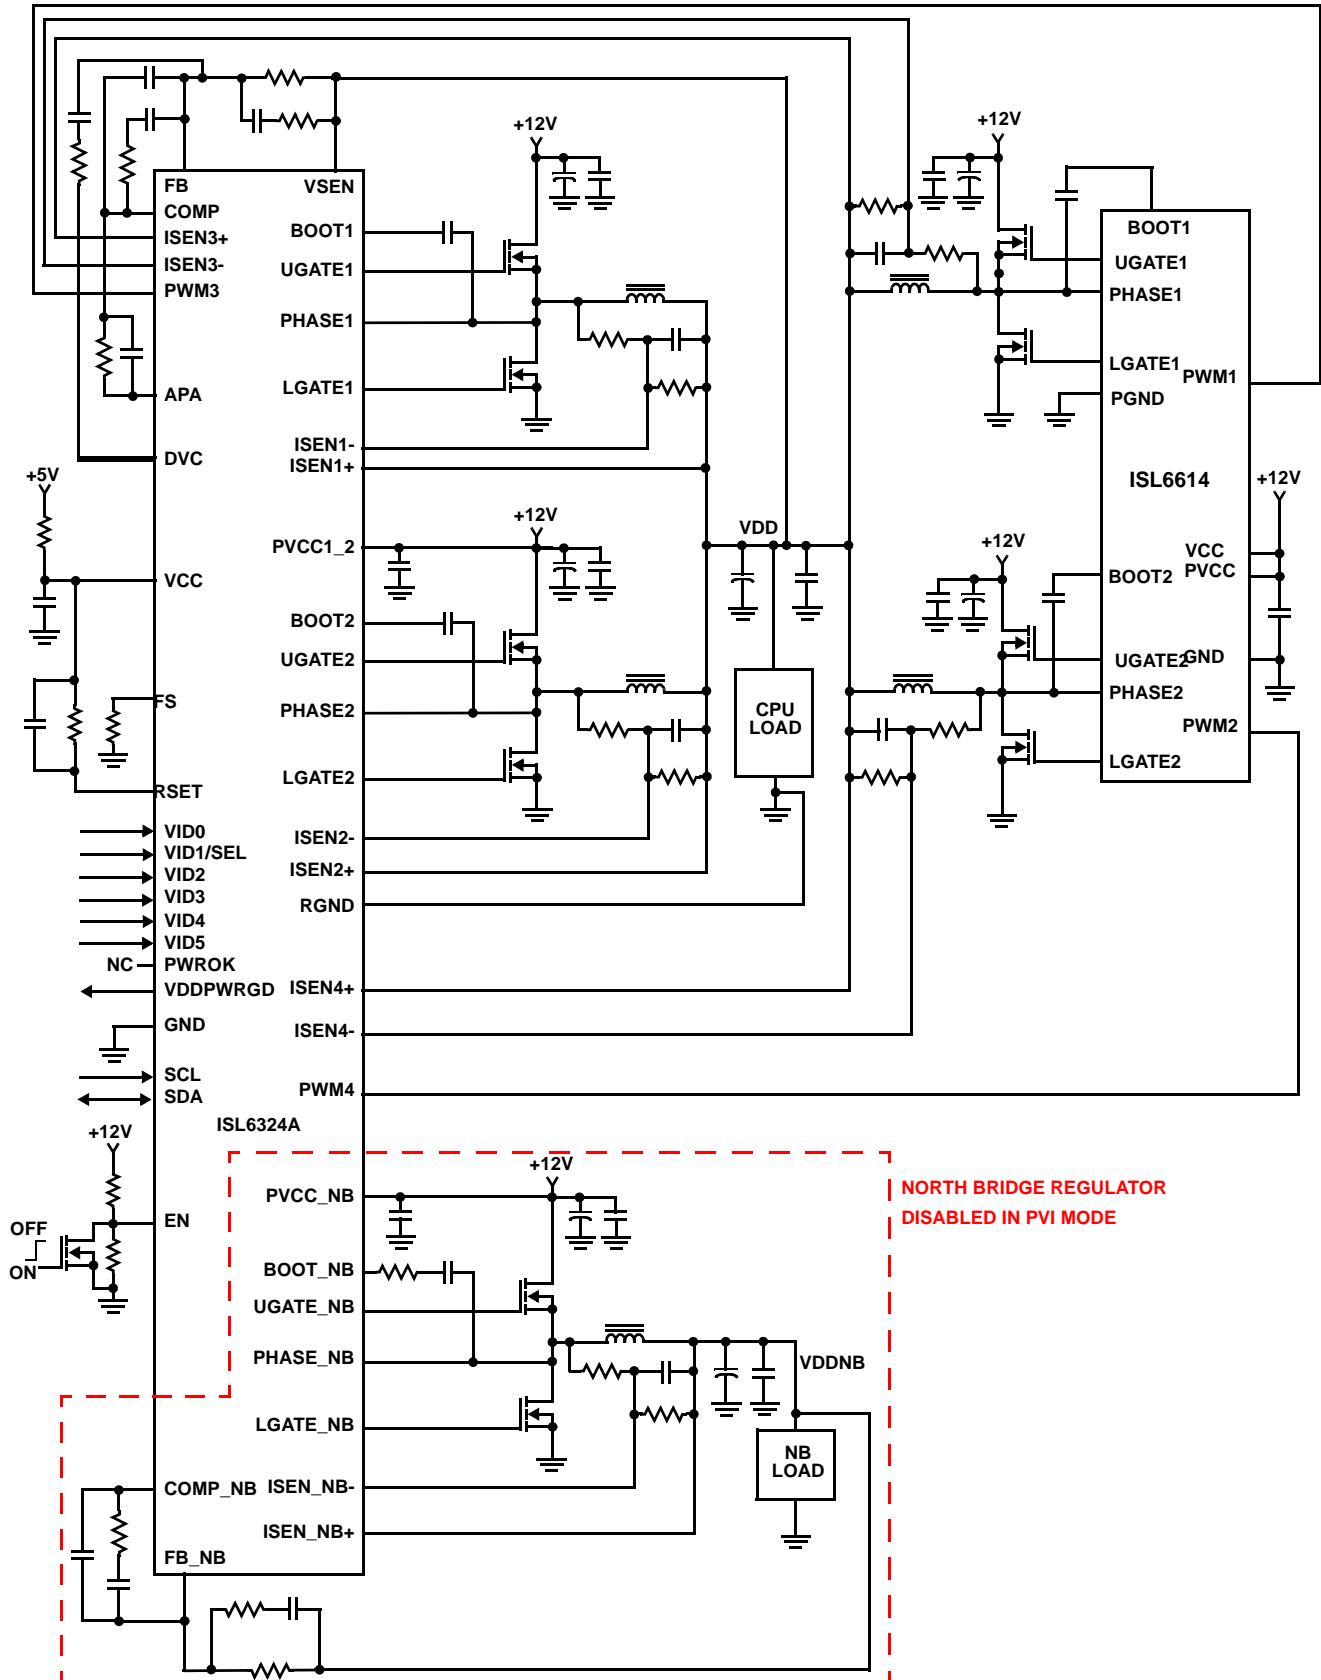 +12V
+12V
FB
VSEN
COMP
ISEN3+
ISEN3-
PWM3
APA
DVC
BOOT1
UGATE1
PHASE1
LGATE1
ISEN1-
ISEN1+
BOOT1
UGATE1
PHASE1
LGATE1
PWM1
PGND
ISL6614
+12V
+5V
VCC
+12V
PVCC1_2
VDD
+12V
VCC
PVCC
BOOT2
BOOT2
UGATE2
PHASE2
LGATE2
UGATE2
GND
PHASE2
PWM2
LGATE2
CPU
LOAD
FS
RSET
VID0
VID1/SEL
VID2
VID3
VID4
VID5
NC
PWROK
VDDPWRGD
GND
SCL
SDA
ISEN2-
ISEN2+
RGND
ISEN4+
ISEN4-
PWM4
ISL6324A
+12V
EN
OFF
ON
+12V
NORTH BRIDGE REGULATOR
DISABLED IN PVI MODE
PVCC_NB
BOOT_NB
UGATE_NB
PHASE_NB
LGATE_NB
VDDNB
NB
LOAD
COMP_NB
ISEN_NB-
ISEN_NB+
FB_NB